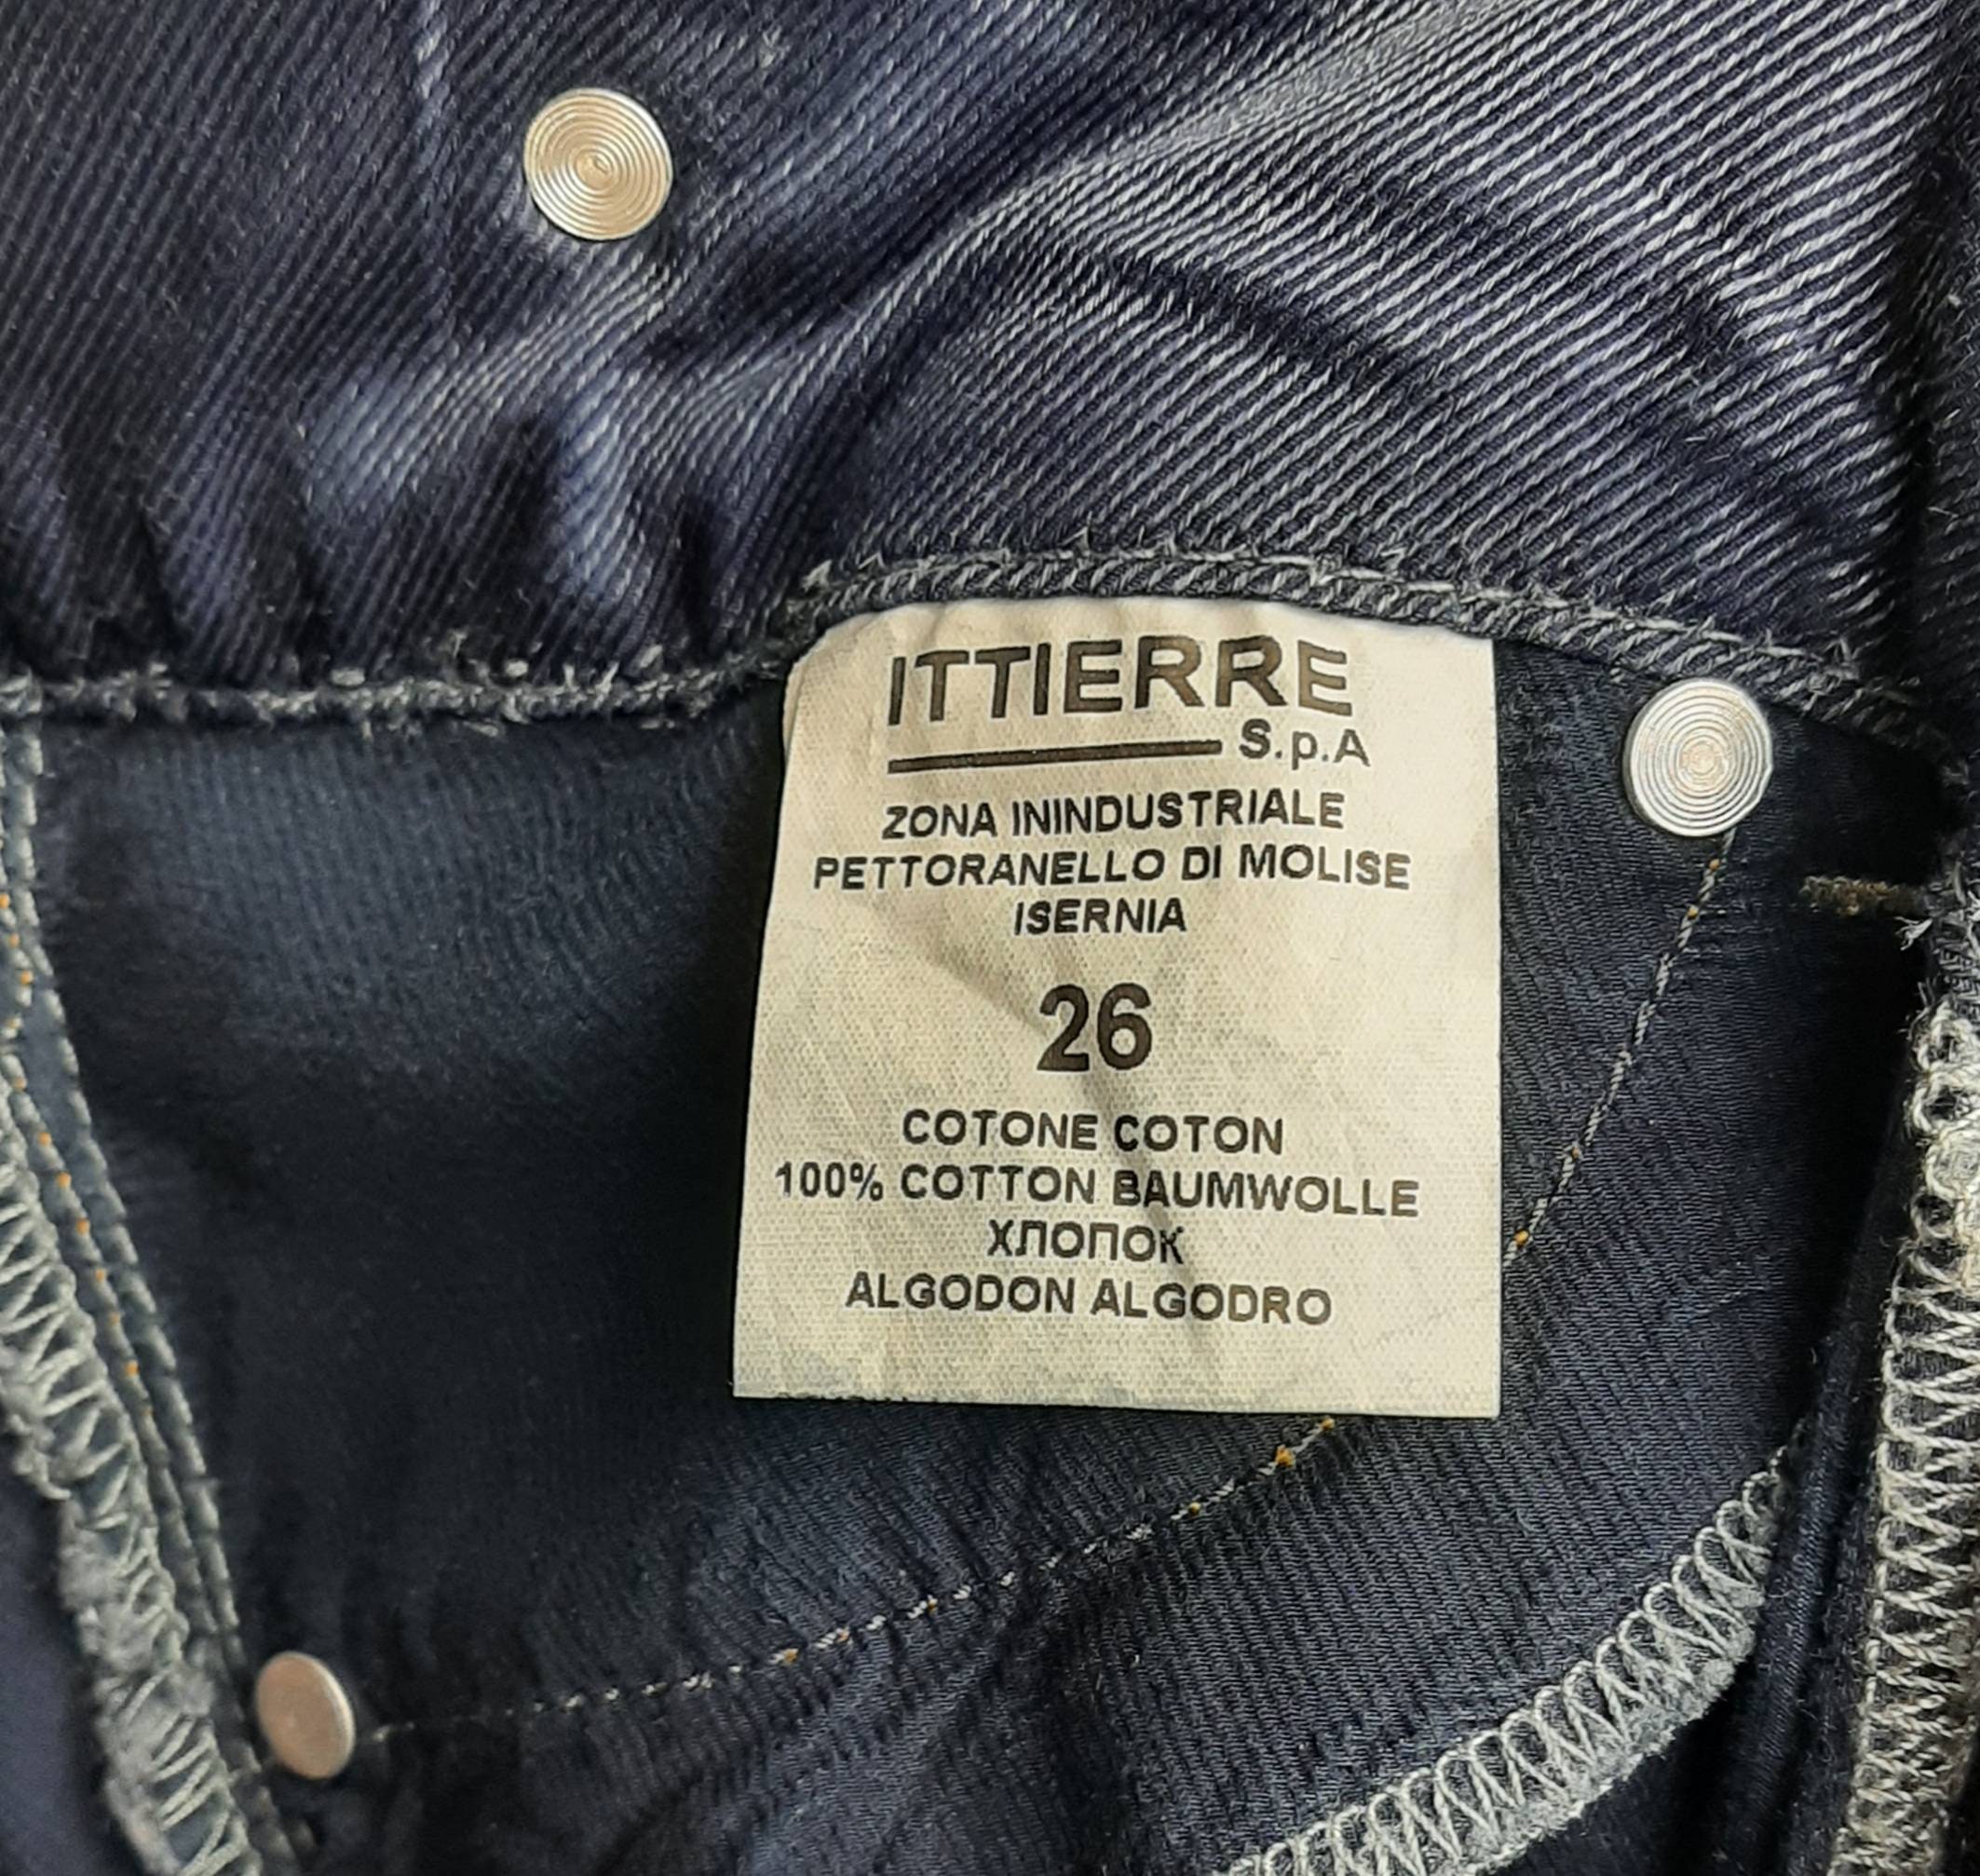 ITTIERRE
S.p.A
ZONA ININDUSTRIALE
PETTORANELLO DI MOLISE
ISERNIA
26
COTONE COTON
100% COTTON BAUMWOLLE
ХЛОПОК
ALGODON ALGODRO